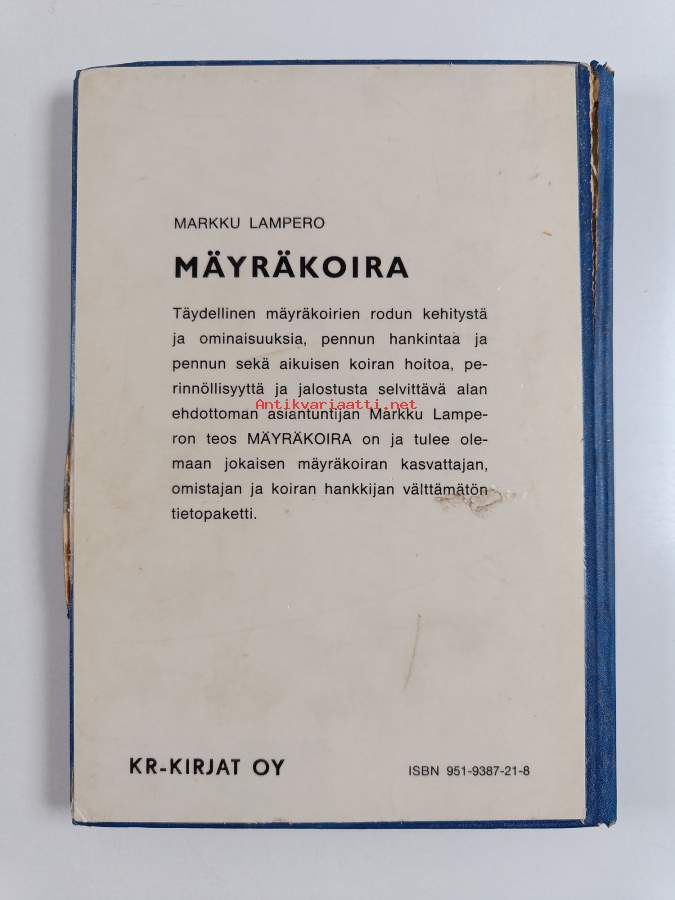 MARKKU LAMPERO
MÄYRÄKOIRA
Täydellinen mäyräkoirien rodun kehitystä
ja ominaisuuksia, pennun hankintaa ja
pennun sekä aikuisen koiran hoitoa, pe-
rinnöllisyyttä ja jalostusta selvittävä alan
Antikvariaatti.net
ehdottoman asiantuntijan Markku Lampe-
ron teos MÄYRÄKOIRA on ja tulee ole-
maan jokaisen mäyräkoiran kasvattajan,
omistajan ja koiran hankkijan välttämätön
tietopaketti.
KR-KIRJAT OY
ISBN 951-9387-21-8